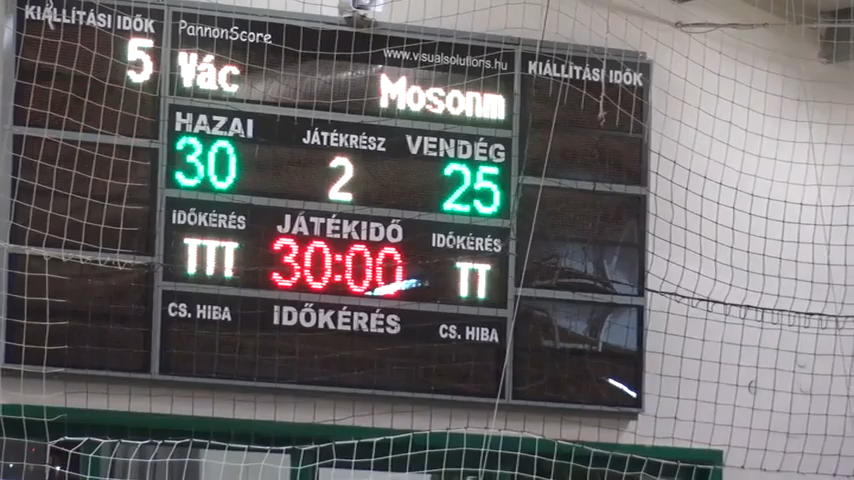 KIÁLLÍTÁSI IDŐK
5
PannonScore
www.visualsolutions.hu
Vác
Mosonm
KIÁLLÍTÁSI IDŐK
HAZAI
JÁTÉKRÉSZ
VENDÉG
30
2
25
IDŐKÉRÉS
JÁTÉKIDŐ
IDŐKÉRÉS
TTT
30:00
TT
CS. HIBA
IDŐKÉRÉS
CS. HIBA